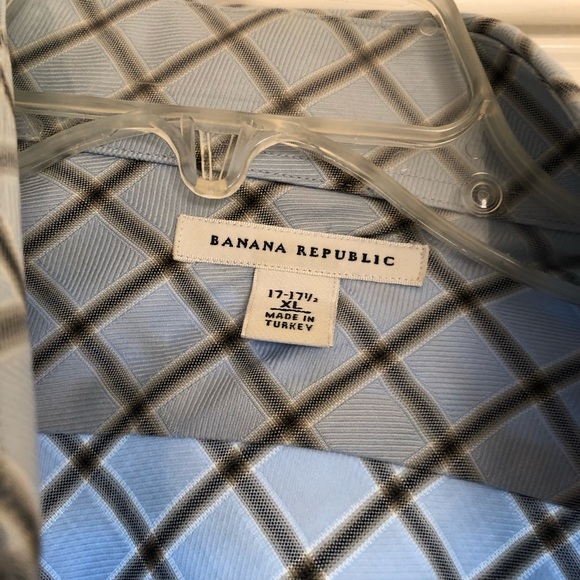 BANANA REPUBLIC
17-17½
XL
MADE IN
TURKEY